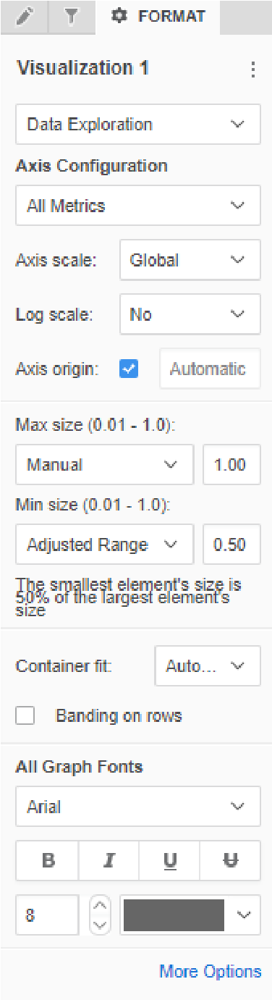 FORMAT
Visualization 1
Data Exploration
Axis Configuration
All Metrics
Axis scale: Global
Log scale: No
Axis origin: Automatic
Max size (0.01 - 1.0):
Manual 1.00
Min size (0.01 - 1.0):
Adjusted Range 0.50
The smallest element's size is
50% of the largest element's
size
Container fit: Auto...
Banding on rows
All Graph Fonts
Arial
B I U U
8
More Options